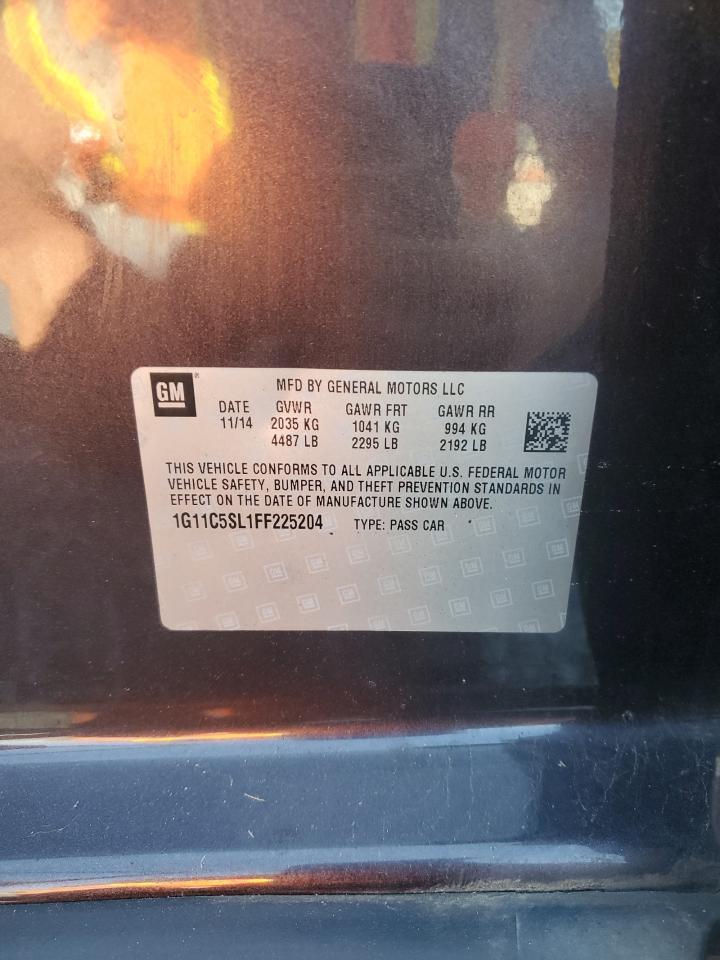 GM
MFD BY GENERAL MOTORS LLC
DATE GVWR GAWR FRT GAWR RR
11/14 2035 KG 1041 KG 994 KG
4487 LB 2295 LB 2192 LB
THIS VEHICLE CONFORMS TO ALL APPLICABLE U.S. FEDERAL MOTOR
VEHICLE SAFETY, BUMPER, AND THEFT PREVENTION STANDARDS IN
EFFECT ON THE DATE OF MANUFACTURE SHOWN ABOVE.
1G11C5SL1FF225204 TYPE: PASS CAR